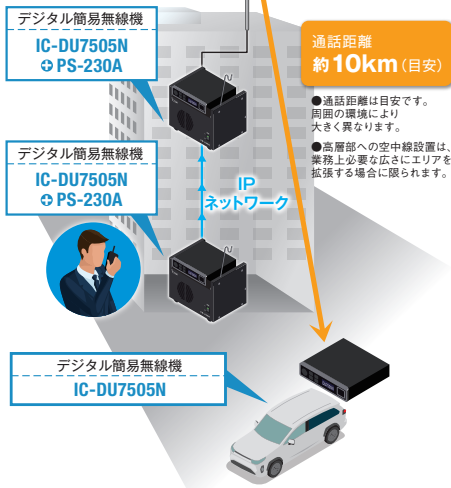 デジタル簡易無線機
IC-DU7505N
✚PS-230A
通話距離
約10km(目安)
●通話距離は目安です。
周囲の環境により
大きく異なります。
●高層部への空中線設置は、
業務上必要な広さにエリアを
拡張する場合に限られます。
デジタル簡易無線機
IC-DU7505N
✚PS-230A
IP
ネットワーク
デジタル簡易無線機
IC-DU7505N